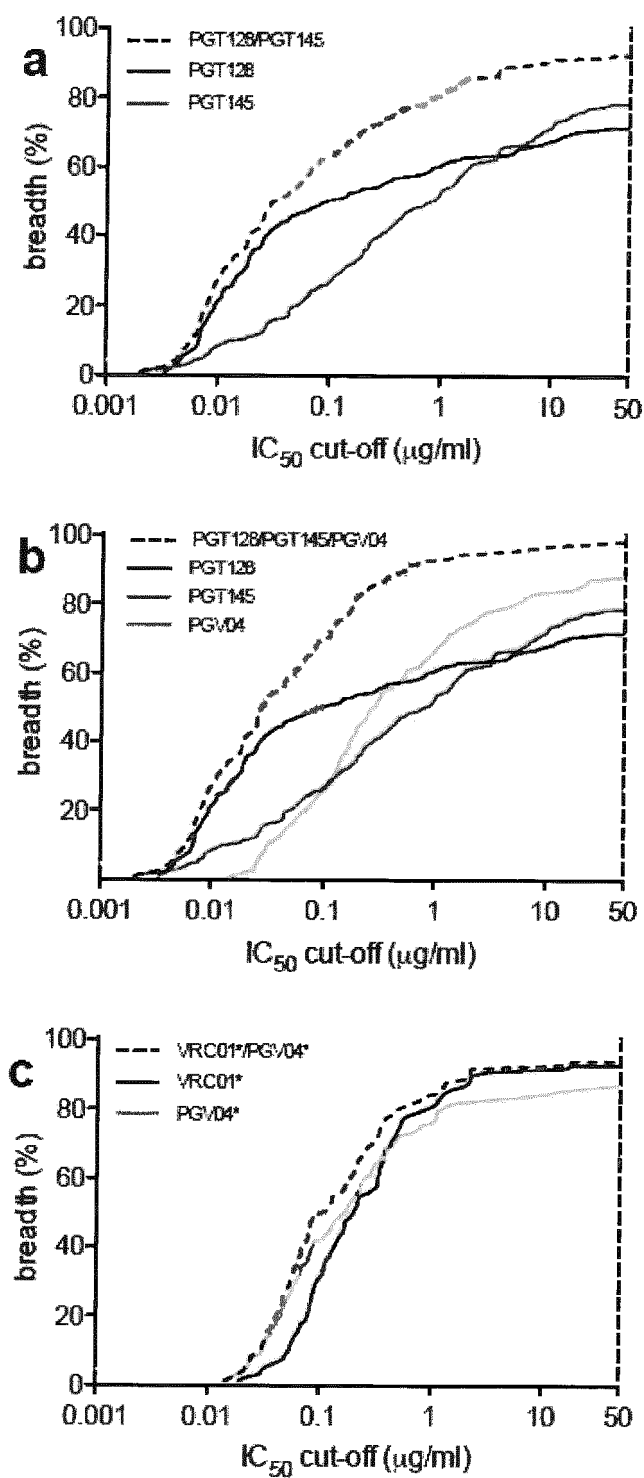 a
PGT128/PGT145
PGT128
PGT145
breadth (%)
100
80
60
40
20
0
0.001 0.01 0.1 1 10 50
IC50 cut-off (µg/ml)
b
PGT128/PGT145/PGV04
PGT128
PGT145
PGV04
breadth (%)
100
80
60
40
20
0.001 0.01 0.1 1 10 50
IC50 cut-off (µg/ml)
c
VRC01*/PGV04*
VRC01*
PGV04*
breadth (%)
100
80
60
40
20
0
0.001 0.01 0.1 1 10 50
IC50 cut-off (µg/ml)